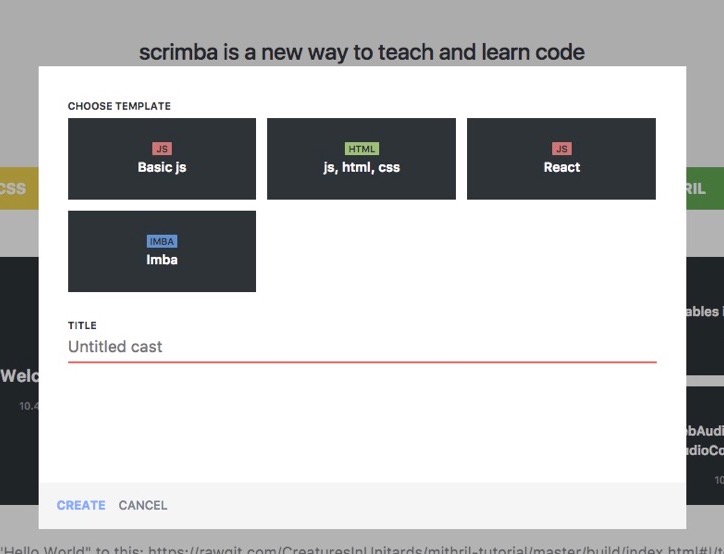 scrimba is a new way to teach and learn code
CHOOSE TEMPLATE
JS
Basic js
HTML
js, html, css
JS
React
IMBA
Imba
CSS
RIL
TITLE
Untitled cast
ables i
Welc
10.4
bAudi
udioCo
10
CREATE CANCEL
"Hello World" to this: https://rawgit.com/CreaturesInUnitards/mithril-tutorial/master/build/index.html#!/t